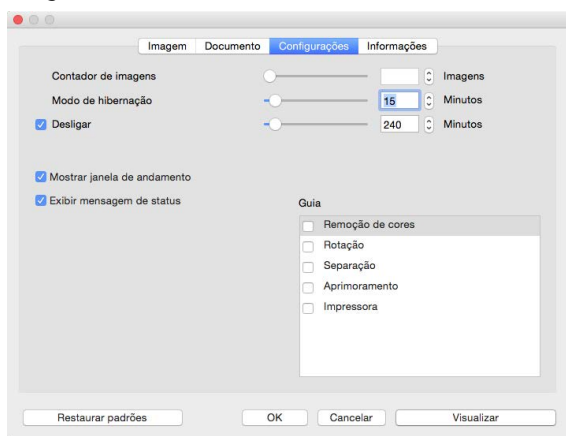 Imagem Documento Configurações Informações
Contador de imagens Imagens
Modo de hibernação 15 Minutos
Desligar 240 Minutos
Mostrar janela de andamento
Exibir mensagem de status
Guia
Remoção de cores
Rotação
Separação
Aprimoramento
Impressora
Restaurar padrões OK Cancelar Visualizar